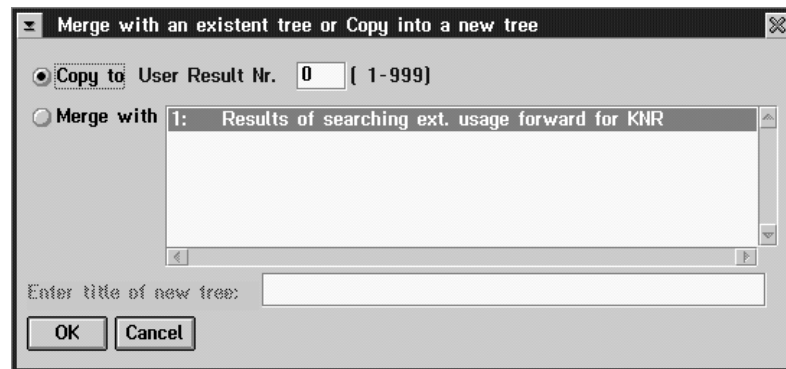 Merge with an existent tree or Copy into a new tree
Copy to User Result Nr. 0 ( 1-999)
Merge with 1: Results of searching ext. usage forward for KNR
Enter title of new tree:
OK Cancel